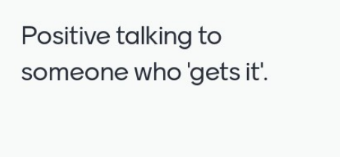 Positive talking to
someone who 'gets it'.